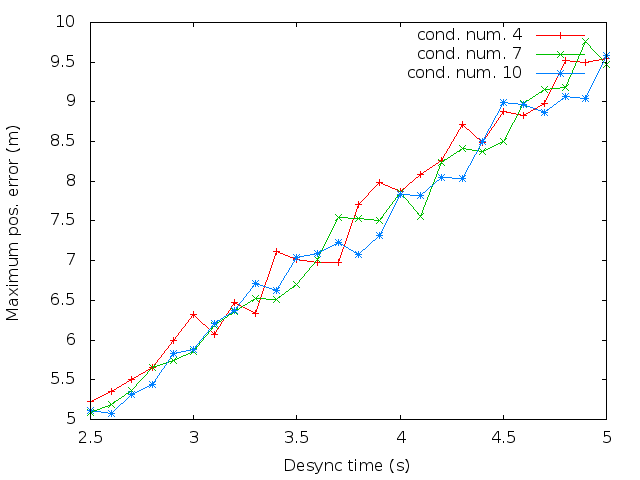 10
9.5
9
8.5
8
7.5
7
6.5
6
5.5
5
Maximum pos. error (m)
cond. num. 4
cond. num. 7
cond. num. 10
2.5 3 3.5 4 4.5 5
Desync time (s)